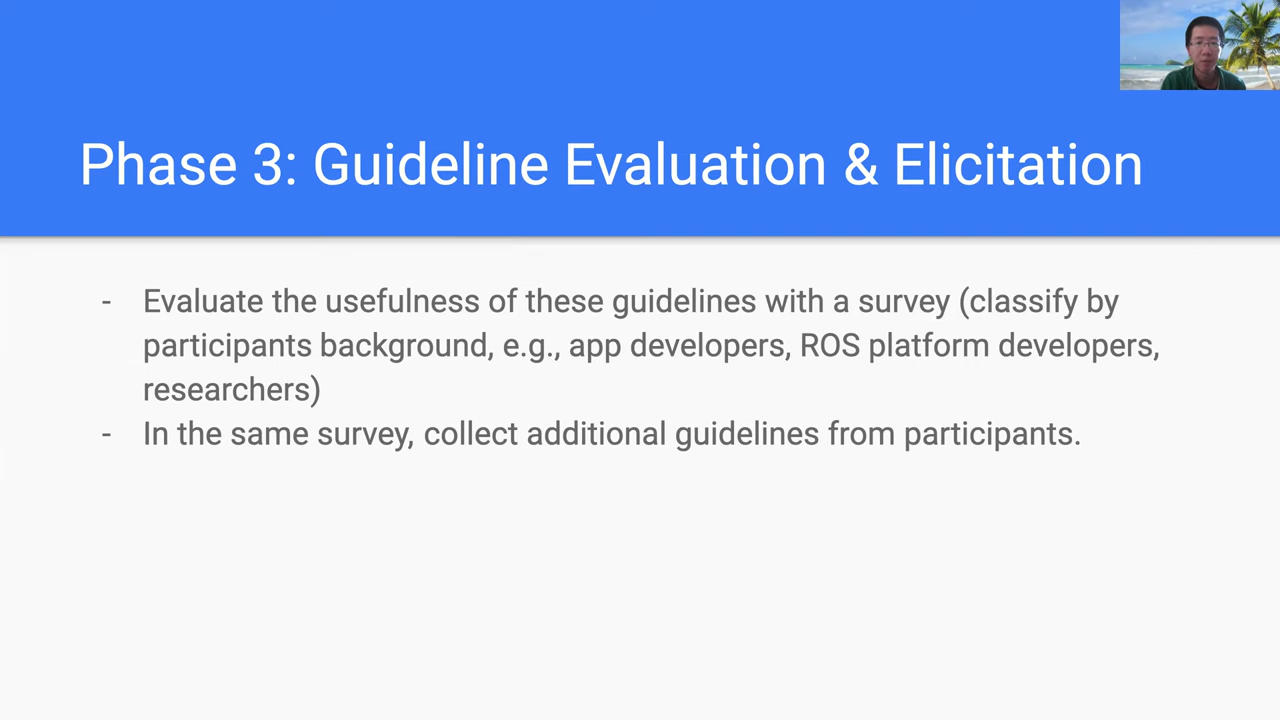 Phase 3: Guideline Evaluation & Elicitation
- Evaluate the usefulness of these guidelines with a survey (classify by
participants background, e.g., app developers, ROS platform developers,
researchers)
- In the same survey, collect additional guidelines from participants.